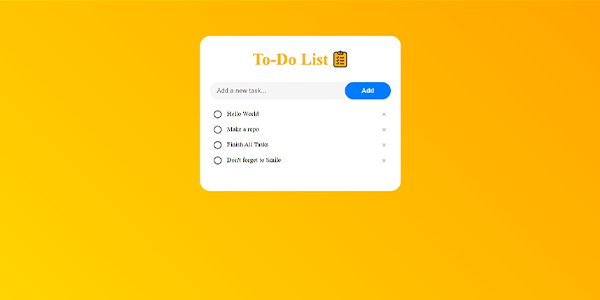 To-Do List
Add a new task...
Add
Hello World
×
Make a repo
×
Finish All Tasks
×
Don't forget to Smile
×